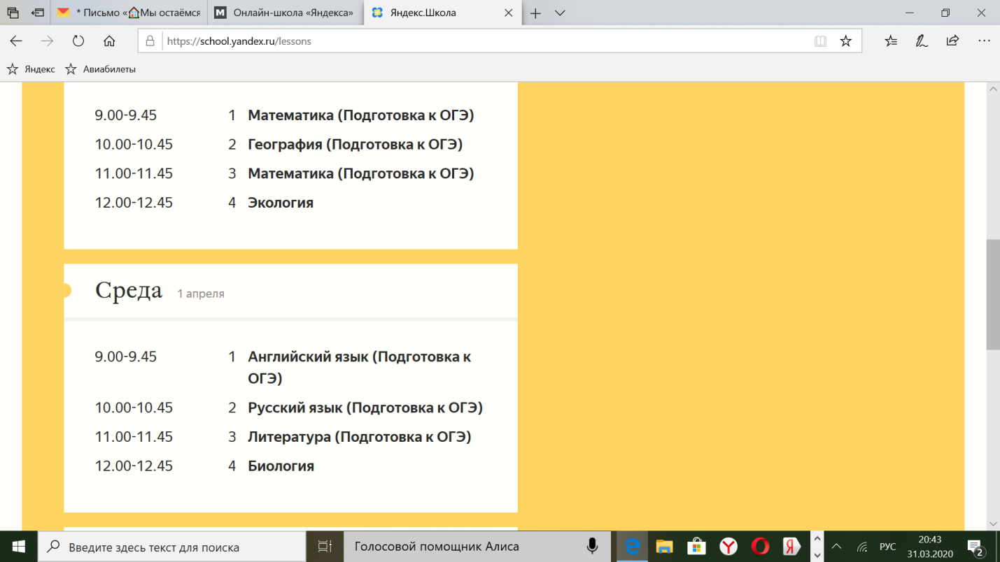 * Письмо «🏠Мы остаёмся
Онлайн-школа «Яндекса»
Яндекс.Школа
https://school.yandex.ru/lessons
Яндекс
Авиабилеты
9.00-9.45 1 Математика (Подготовка к ОГЭ)
10.00-10.45 2 География (Подготовка к ОГЭ)
11.00-11.45 3 Математика (Подготовка к ОГЭ)
12.00-12.45 4 Экология
Среда 1 апреля
9.00-9.45 1 Английский язык (Подготовка к
ОГЭ)
10.00-10.45 2 Русский язык (Подготовка к ОГЭ)
11.00-11.45 3 Литература (Подготовка к ОГЭ)
12.00-12.45 4 Биология
Введите здесь текст для поиска
Голосовой помощник Алиса
РУС
20:43
31.03.2020
2